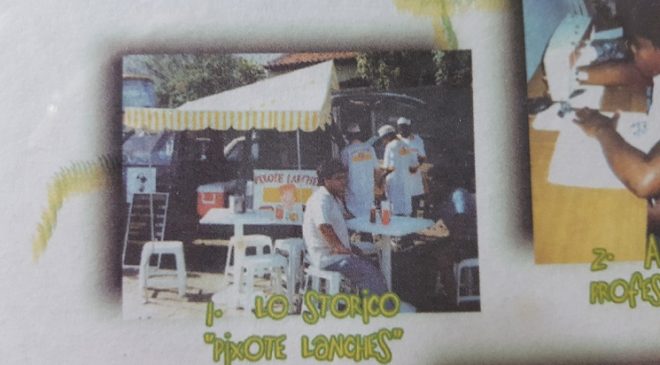 PIXOTE LANCHES
1. LO STORICO
"PIXOTE LANCHES"
2. A
PROFES